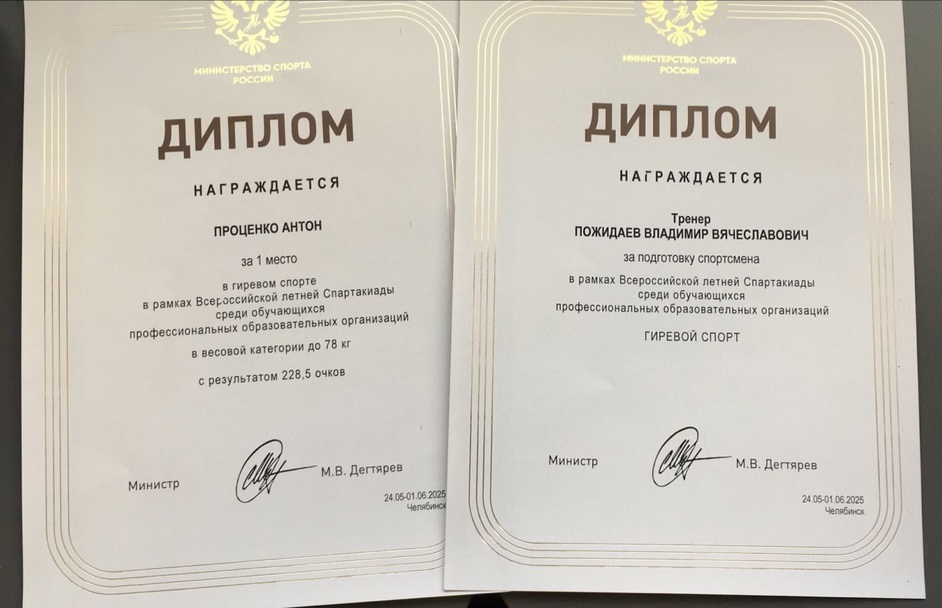 МИНИСТЕРСТВО СПОРТА
РОССИИ
ДИПЛОМ
НАГРАЖДАЕТСЯ
ПРОЦЕНКО АНТОН
за 1 место
в гиревом спорте
в рамках Всероссийской летней Спартакиады
среди обучающихся
профессиональных образовательных организаций
в весовой категории до 78 кг
с результатом 228,5 очков
Министр
М.В. Дегтярев
24.05-01.06.2025
Челябинск
МИНИСТЕРСТВО СПОРТА
РОССИИ
ДИПЛОМ
НАГРАЖДАЕТСЯ
Тренер
ПОЖИДАЕВ ВЛАДИМИР ВЯЧЕСЛАВОВИЧ
за подготовку спортсмена
в рамках Всероссийской летней Спартакиады
среди обучающихся
профессиональных образовательных организаций
ГИРЕВОЙ СПОРТ
Министр
М.В. Дегтярев
24.05-01.06.2025
Челябинск